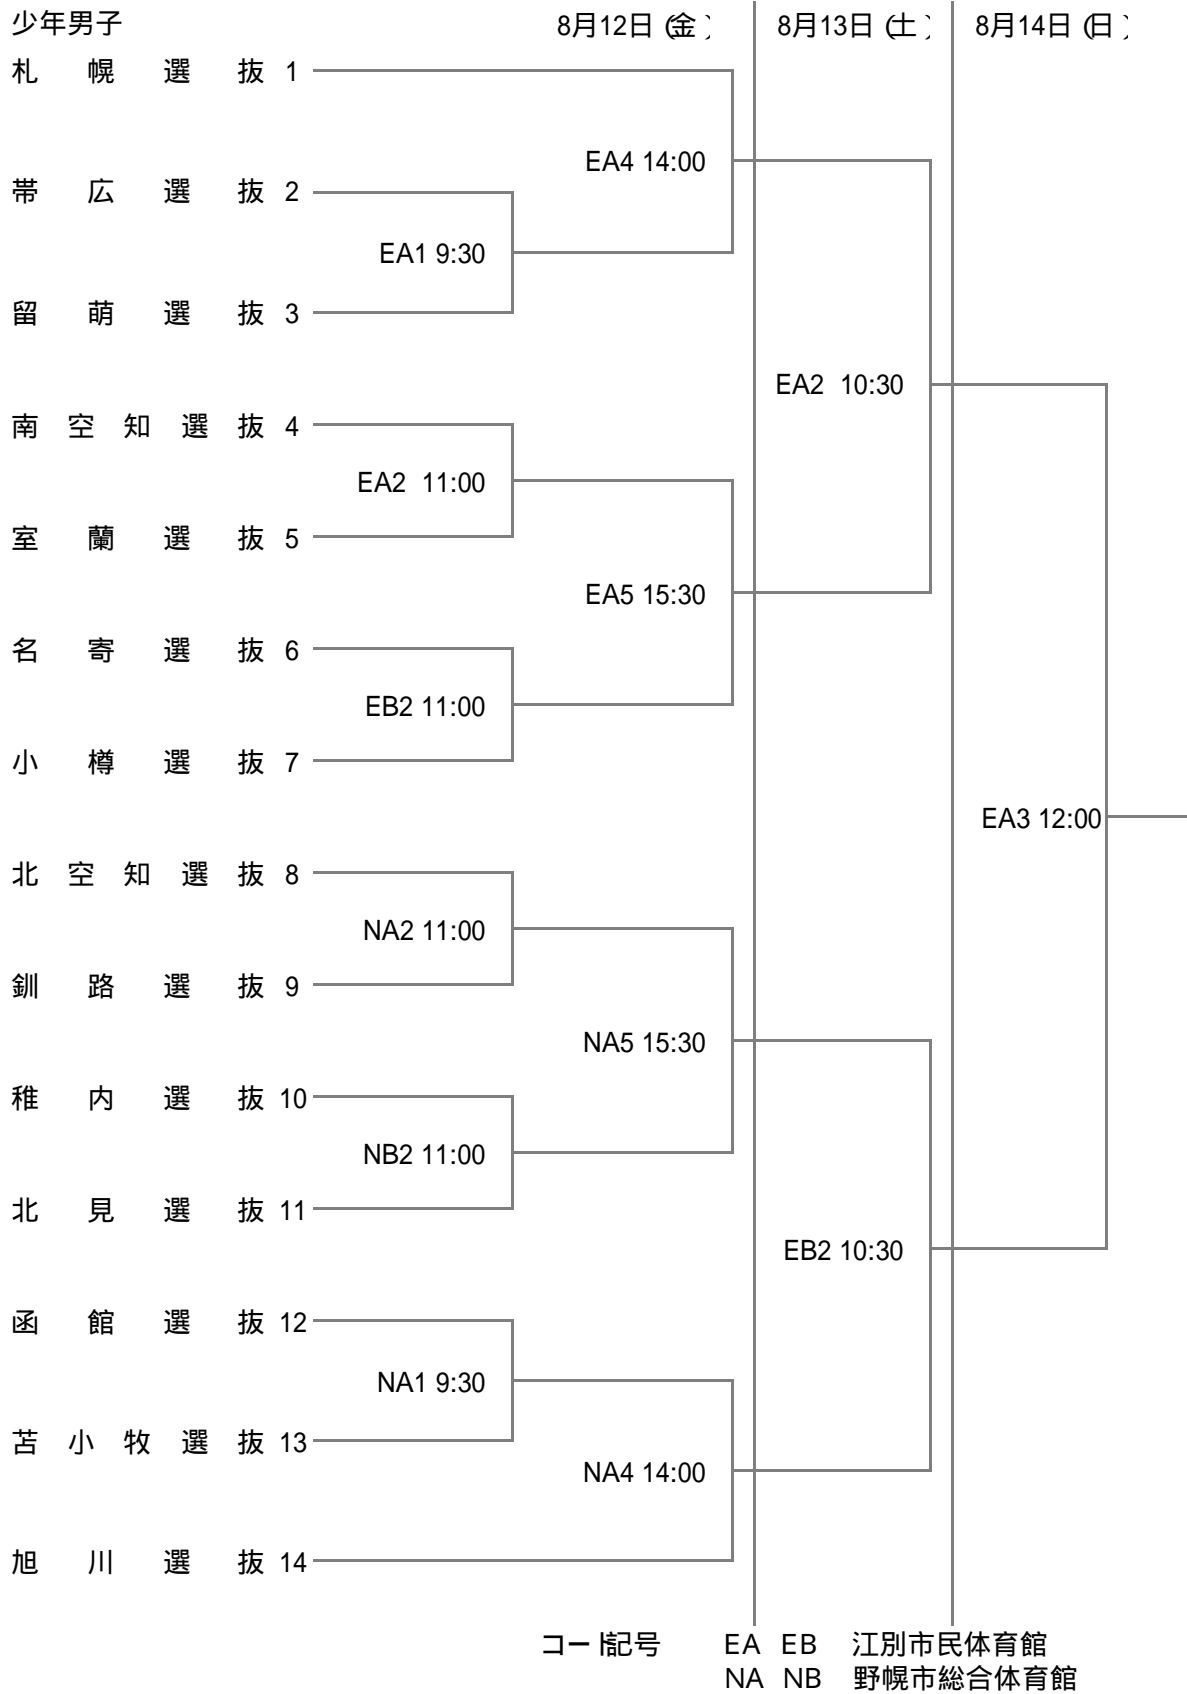 少年男子 8月12日(金) 8月13日(土) 8月14日(日)
札幌選抜 1
EA4 14:00
帯広選抜 2
EA1 9:30
留萌選抜 3
EA2 10:30
南空知選抜 4
EA2 11:00
室蘭選抜 5
EA5 15:30
名寄選抜 6
EB2 11:00
小樽選抜 7
EA3 12:00
北空知選抜 8
NA2 11:00
釧路選抜 9
NA5 15:30
稚内選抜 10
NB2 11:00
北見選抜 11
EB2 10:30
函館選抜 12
NA1 9:30
苫小牧選抜 13
NA4 14:00
旭川選抜 14
コート記号 EA EB 江別市民体育館
NA NB 野幌市総合体育館